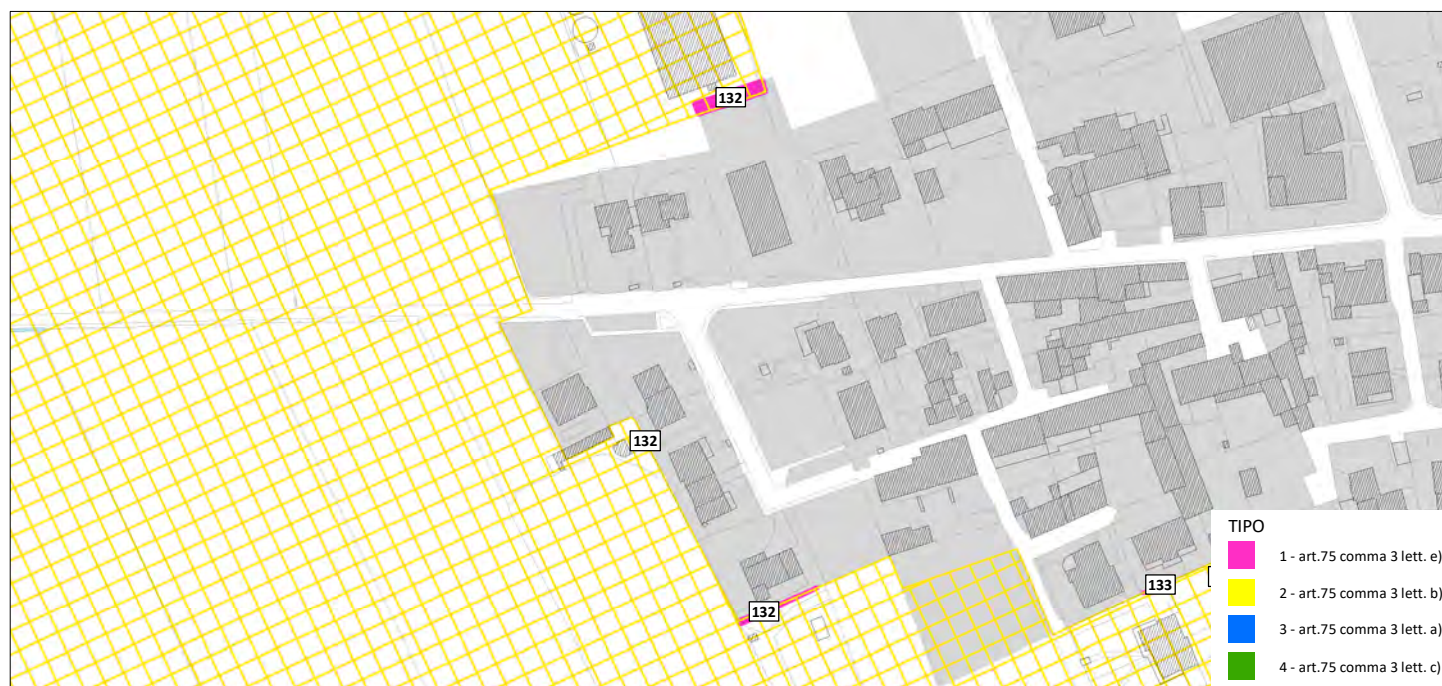 132
132
132
133
TIPO
1 - art.75 comma 3 lett. e)
2 - art.75 comma 3 lett. b)
3 - art.75 comma 3 lett. a)
4 - art.75 comma 3 lett. c)